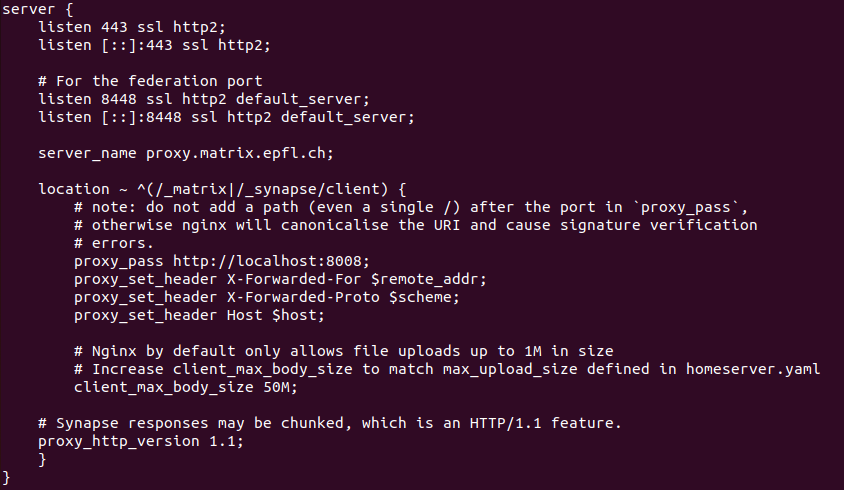 server {
    listen 443 ssl http2;
    listen [::]:443 ssl http2;

    # For the federation port
    listen 8448 ssl http2 default_server;
    listen [::]:8448 ssl http2 default_server;

    server_name proxy.matrix.epfl.ch;

    location ~ ^(/_matrix|/_synapse/client) {
        # note: do not add a path (even a single /) after the port in `proxy_pass`,
        # otherwise nginx will canonicalise the URI and cause signature verification
        # errors.
        proxy_pass http://localhost:8008;
        proxy_set_header X-Forwarded-For $remote_addr;
        proxy_set_header X-Forwarded-Proto $scheme;
        proxy_set_header Host $host;

        # Nginx by default only allows file uploads up to 1M in size
        # Increase client_max_body_size to match max_upload_size defined in homeserver.yaml
        client_max_body_size 50M;

    # Synapse responses may be chunked, which is an HTTP/1.1 feature.
    proxy_http_version 1.1;
    }
}